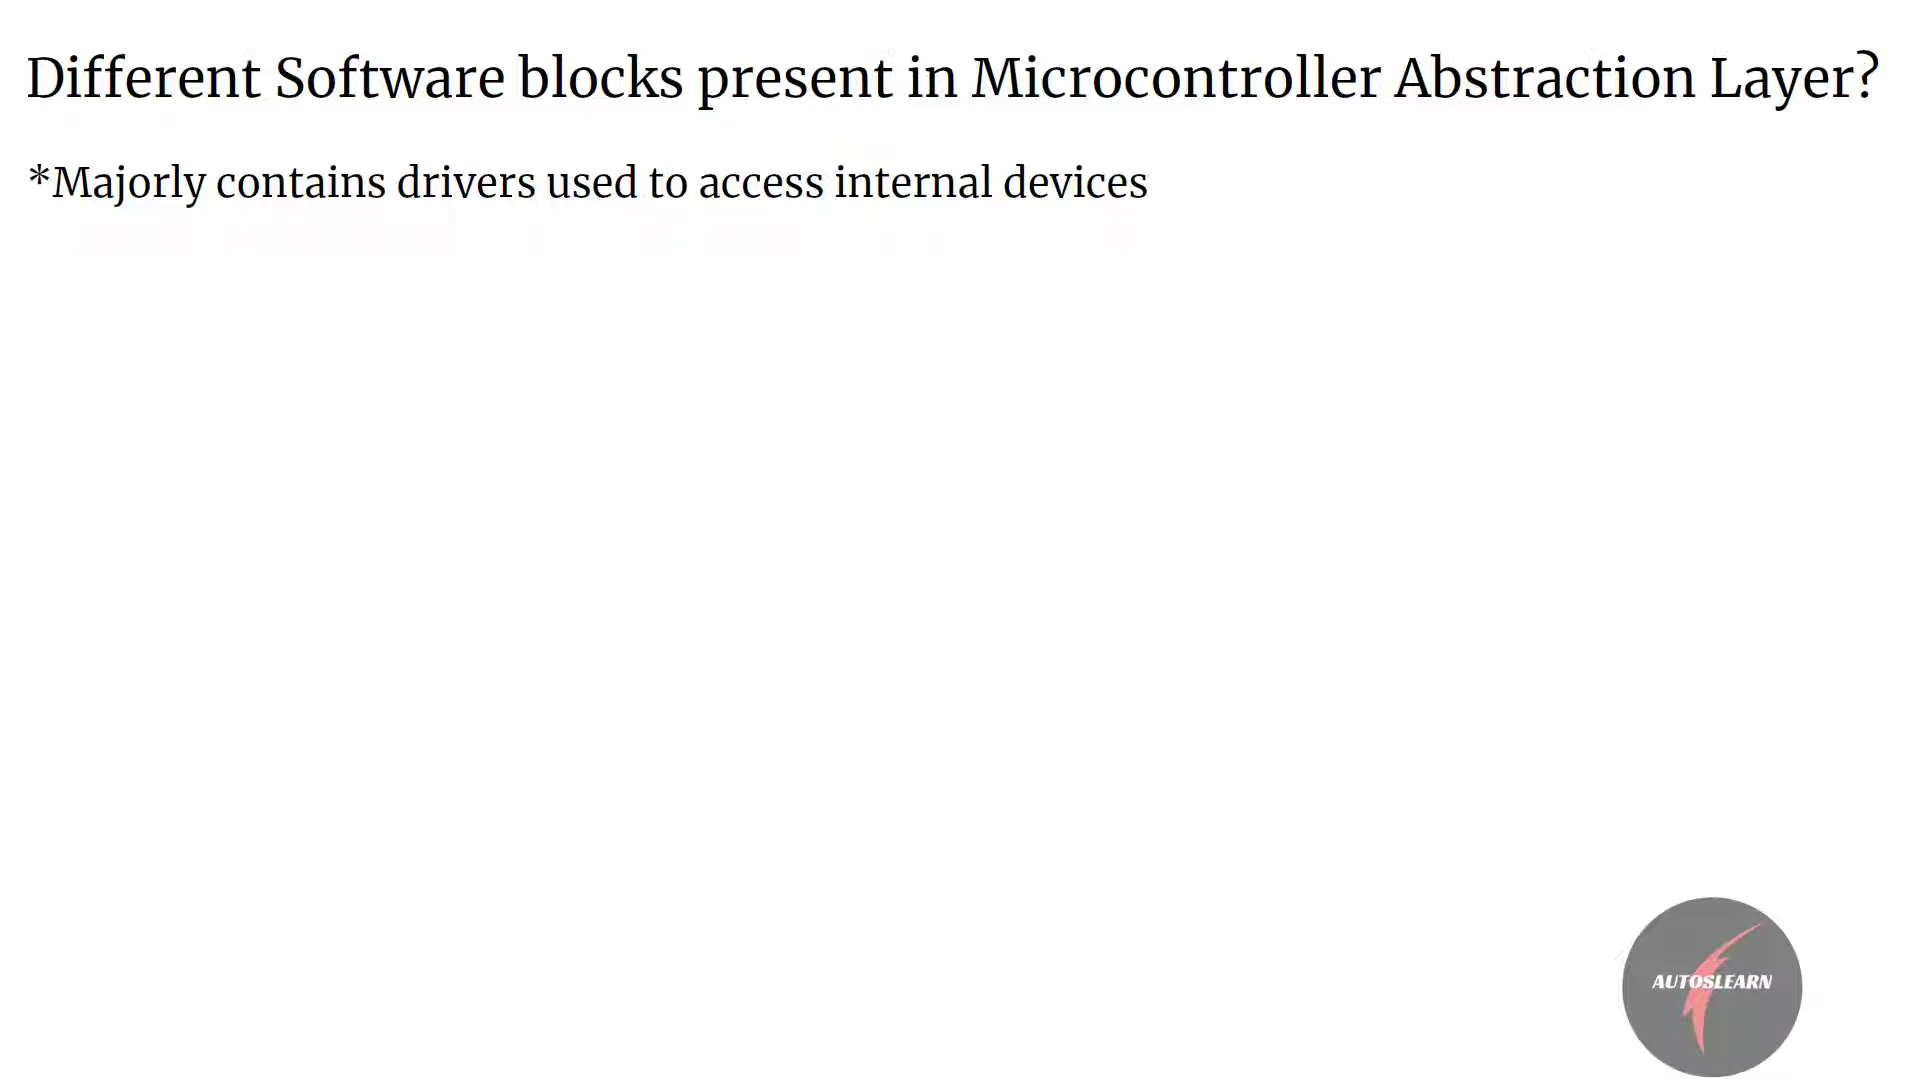 Different Software blocks present in Microcontroller Abstraction Layer?
*Majorly contains drivers used to access internal devices
AUTOSLEARN